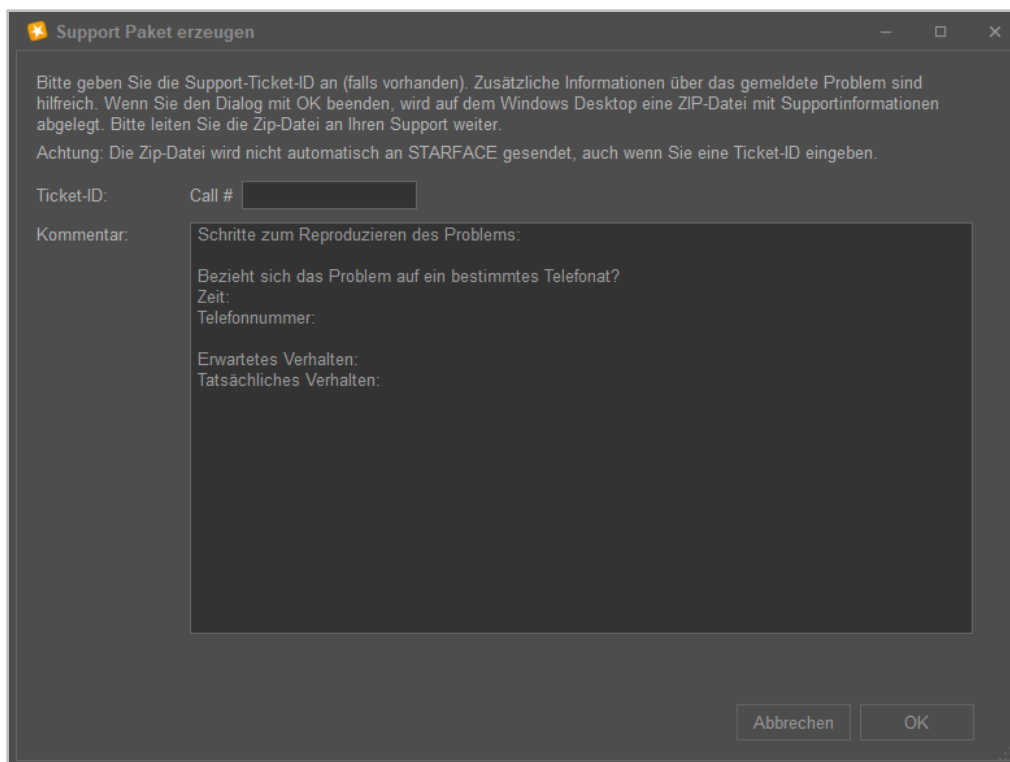 Support Paket erzeugen
Bitte geben Sie die Support-Ticket-ID an (falls vorhanden). Zusätzliche Informationen über das gemeldete Problem sind
hilfreich. Wenn Sie den Dialog mit OK beenden, wird auf dem Windows Desktop eine ZIP-Datei mit Supportinformationen
abgelegt. Bitte leiten Sie die Zip-Datei an Ihren Support weiter.
Achtung: Die Zip-Datei wird nicht automatisch an STARFACE gesendet, auch wenn Sie eine Ticket-ID eingeben.
Ticket-ID: Call #
Kommentar: Schritte zum Reproduzieren des Problems:
Bezieht sich das Problem auf ein bestimmtes Telefonat?
Zeit:
Telefonnummer:
Erwartetes Verhalten:
Tatsächliches Verhalten:
Abbrechen OK